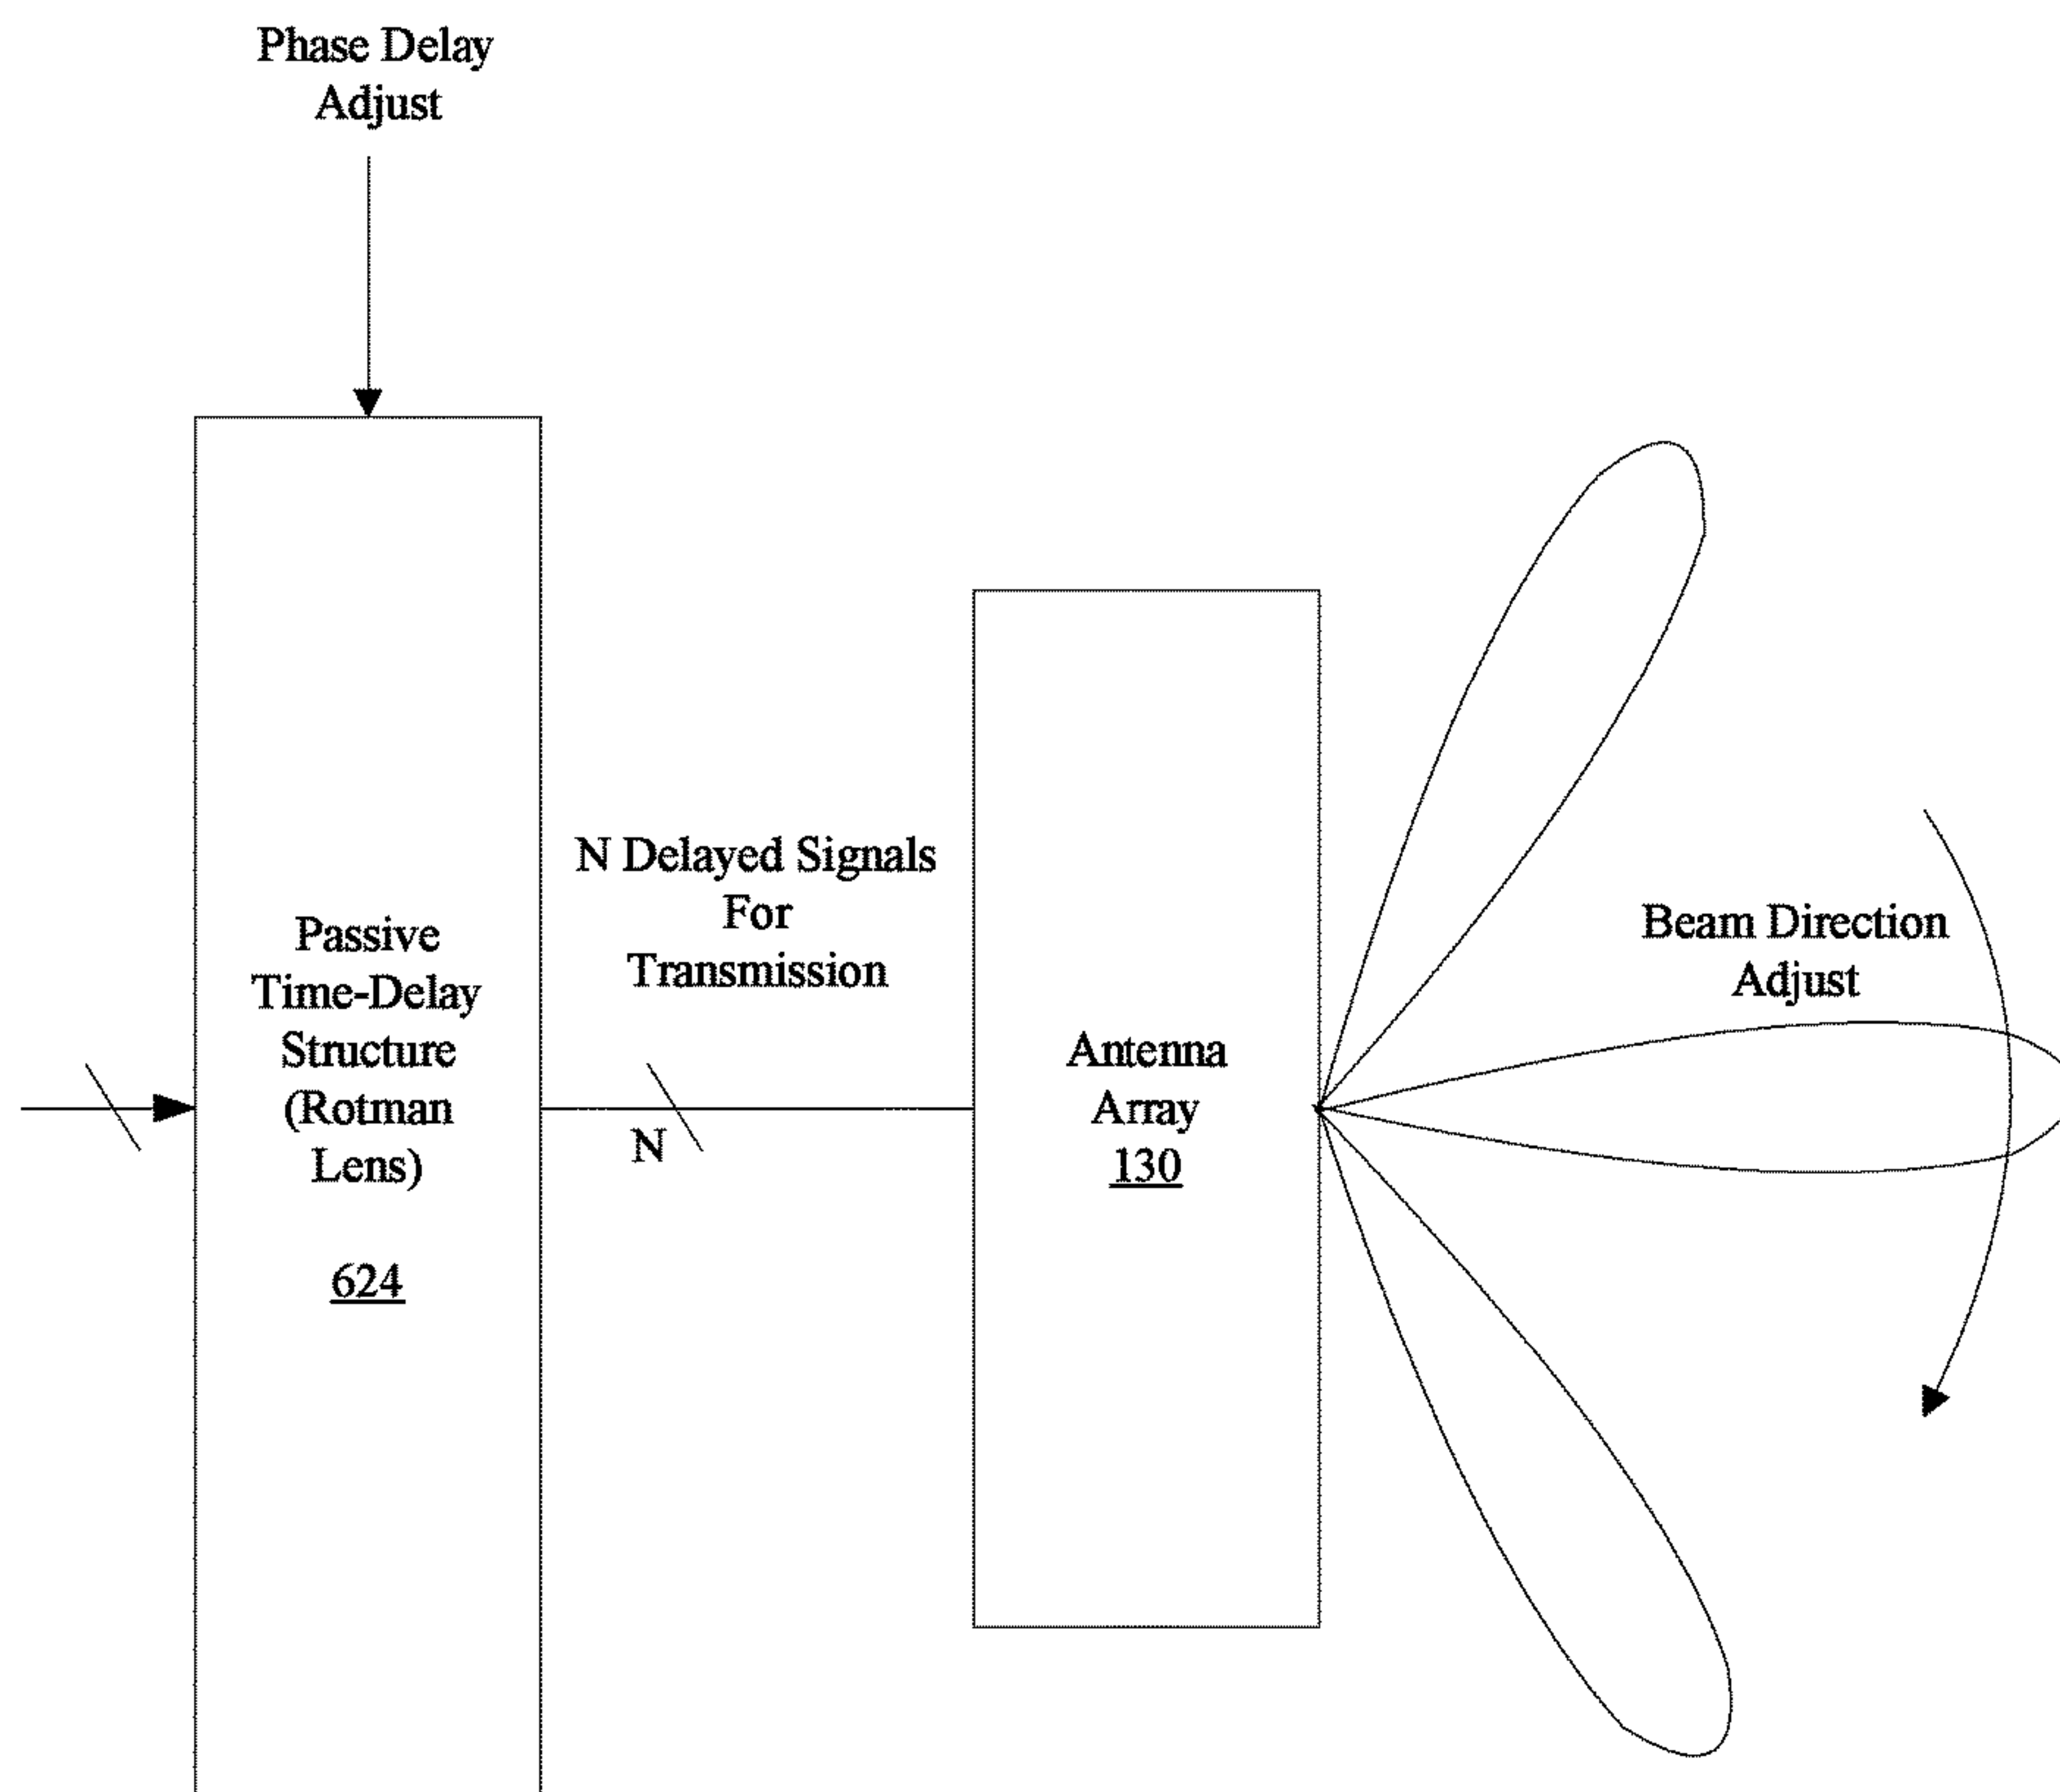 Phase Delay
Adjust
Passive
Time-Delay
Structure
(Rotman
Lens)
624
N Delayed Signals
For
Transmission
N
Antenna
Array
130
Beam Direction
Adjust